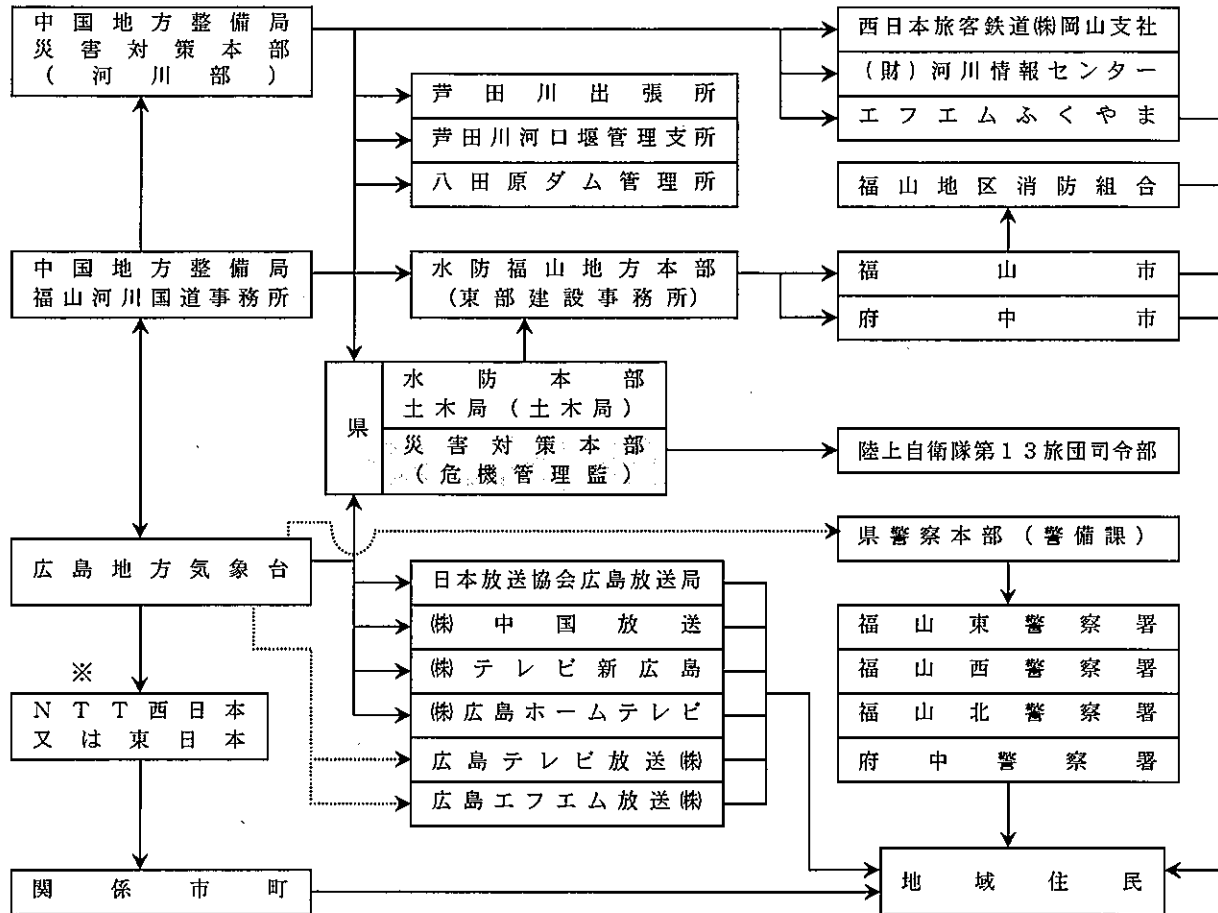 中国地方整備局
災害対策本部
(河川部)
西日本旅客鉄道㈱岡山支社
(財)河川情報センター
エフエムふくやま
芦田川出張所
芦田川河口堰管理支所
八田原ダム管理所
福山地区消防組合
中国地方整備局
福山河川国道事務所
水防福山地方本部
(東部建設事務所)
福山市
府中市
県
水防本部
土木局(土木局)
災害対策本部
(危機管理監)
陸上自衛隊第13旅団司令部
県警察本部(警備課)
広島地方気象台
日本放送協会広島放送局
㈱中国放送
㈱テレビ新広島
㈱広島ホームテレビ
広島テレビ放送㈱
広島エフエム放送㈱
福山東警察署
福山西警察署
福山北警察署
府中警察署
※
NTT西日本
又は東日本
関係市町
地域住民